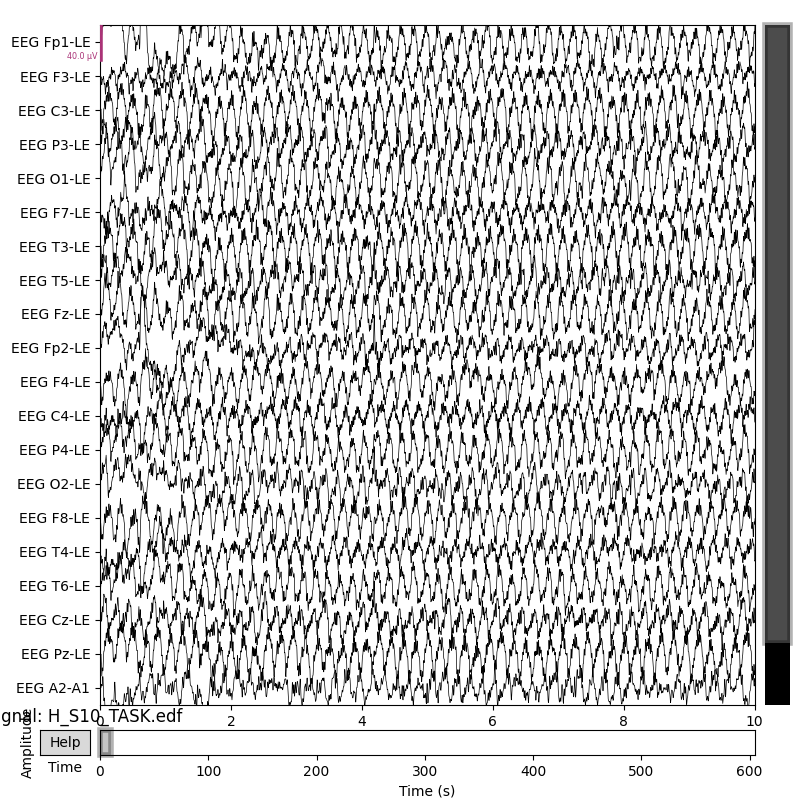 EEG Fp1-LE
40.0 µV
EEG F3-LE
EEG C3-LE
EEG P3-LE
EEG O1-LE
EEG F7-LE
EEG T3-LE
EEG T5-LE
EEG Fz-LE
EEG Fp2-LE
EEG F4-LE
EEG C4-LE
EEG P4-LE
EEG O2-LE
EEG F8-LE
EEG T4-LE
EEG T6-LE
EEG Cz-LE
EEG Pz-LE
EEG A2-A1
gnal: H_S10_TASK.edf
2 4 6 8 10
Amplitude
Help
Time
0 100 200 300 400 500 600
Time (s)